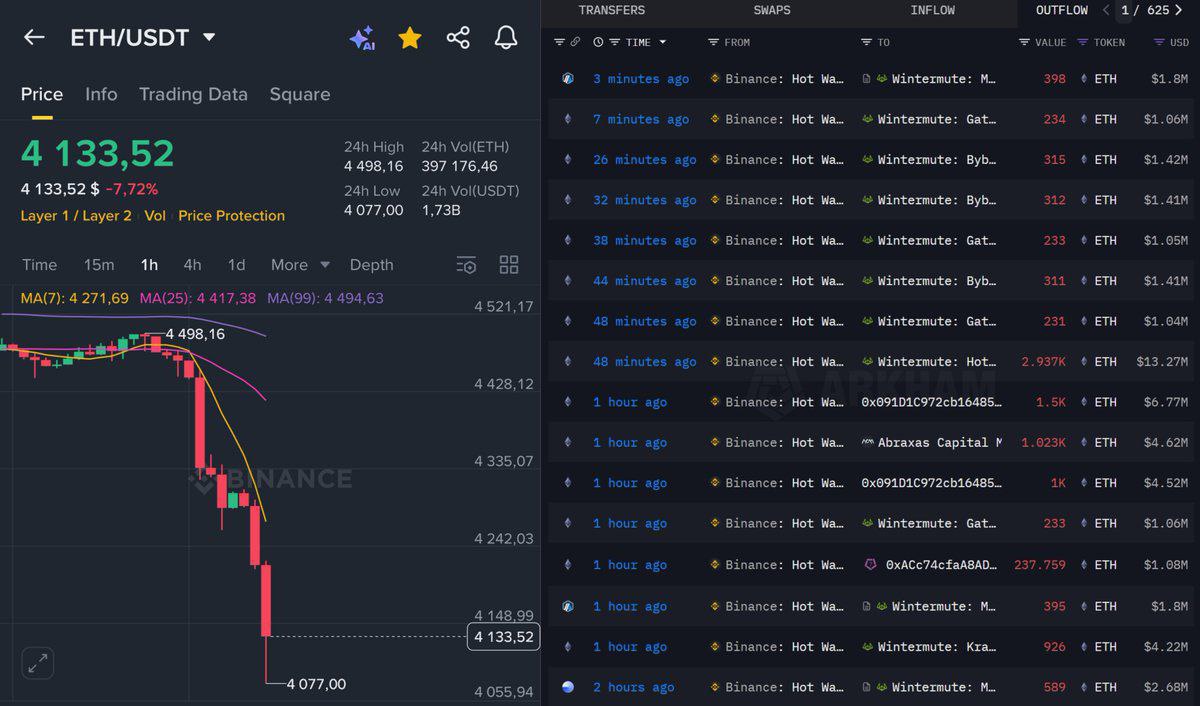 ETH/USDT
AI
Price Info Trading Data Square
4 133,52
4 133,52 $ -7,72%
Layer 1 / Layer 2 Vol Price Protection
24h High 24h Vol(ETH)
4 498,16 397 176,46
24h Low 24h Vol(USDT)
4 077,00 1,73B
Time 15m 1h 4h 1d More Depth
MA(7): 4 271,69 MA(25): 4 417,38 MA(99): 4 494,63
4 521,17
4 498,16
4 428,12
4 335,07
BINANCE
4 242,03
4 148,99
4 133,52
4 077,00
4 055,94
TRANSFERS SWAPS INFLOW OUTFLOW 1 / 625
TIME FROM TO VALUE TOKEN USD
3 minutes ago Binance: Hot Wa… Wintermute: M… 398 ETH $1.8M
7 minutes ago Binance: Hot Wa… Wintermute: Gat… 234 ETH $1.06M
26 minutes ago Binance: Hot Wa… Wintermute: Byb… 315 ETH $1.42M
32 minutes ago Binance: Hot Wa… Wintermute: Byb… 312 ETH $1.41M
38 minutes ago Binance: Hot Wa… Wintermute: Gat… 233 ETH $1.05M
44 minutes ago Binance: Hot Wa… Wintermute: Byb… 311 ETH $1.41M
48 minutes ago Binance: Hot Wa… Wintermute: Gat… 231 ETH $1.04M
48 minutes ago Binance: Hot Wa… Wintermute: Hot… 2.937K ETH $13.27M
ARKHAM
1 hour ago Binance: Hot Wa… 0x091D1C972cb16485… 1.5K ETH $6.77M
1 hour ago Binance: Hot Wa… Abraxas Capital M 1.023K ETH $4.62M
1 hour ago Binance: Hot Wa… 0x091D1C972cb16485… 1K ETH $4.52M
1 hour ago Binance: Hot Wa… Wintermute: Gat… 233 ETH $1.06M
1 hour ago Binance: Hot Wa… 0xACc74cfaA8AD… 237.759 ETH $1.08M
1 hour ago Binance: Hot Wa… Wintermute: M… 395 ETH $1.8M
1 hour ago Binance: Hot Wa… Wintermute: Kra… 926 ETH $4.22M
2 hours ago Binance: Hot Wa… Wintermute: M… 589 ETH $2.68M